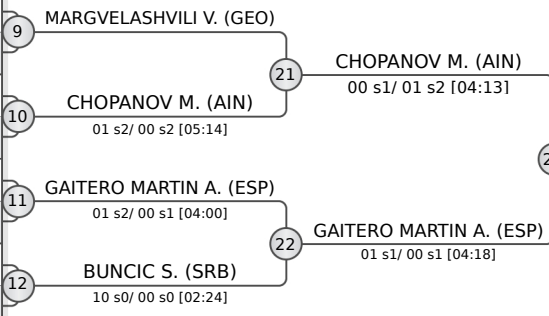 9
MARGVELASHVILI V. (GEO)
21
CHOPANOV M. (AIN)
00 s1/ 01 s2 [04:13]
10
CHOPANOV M. (AIN)
01 s2/ 00 s2 [05:14]
11
GAITERO MARTIN A. (ESP)
01 s2/ 00 s1 [04:00]
22
GAITERO MARTIN A. (ESP)
01 s1/ 00 s1 [04:18]
12
BUNCIC S. (SRB)
10 s0/ 00 s0 [02:24]